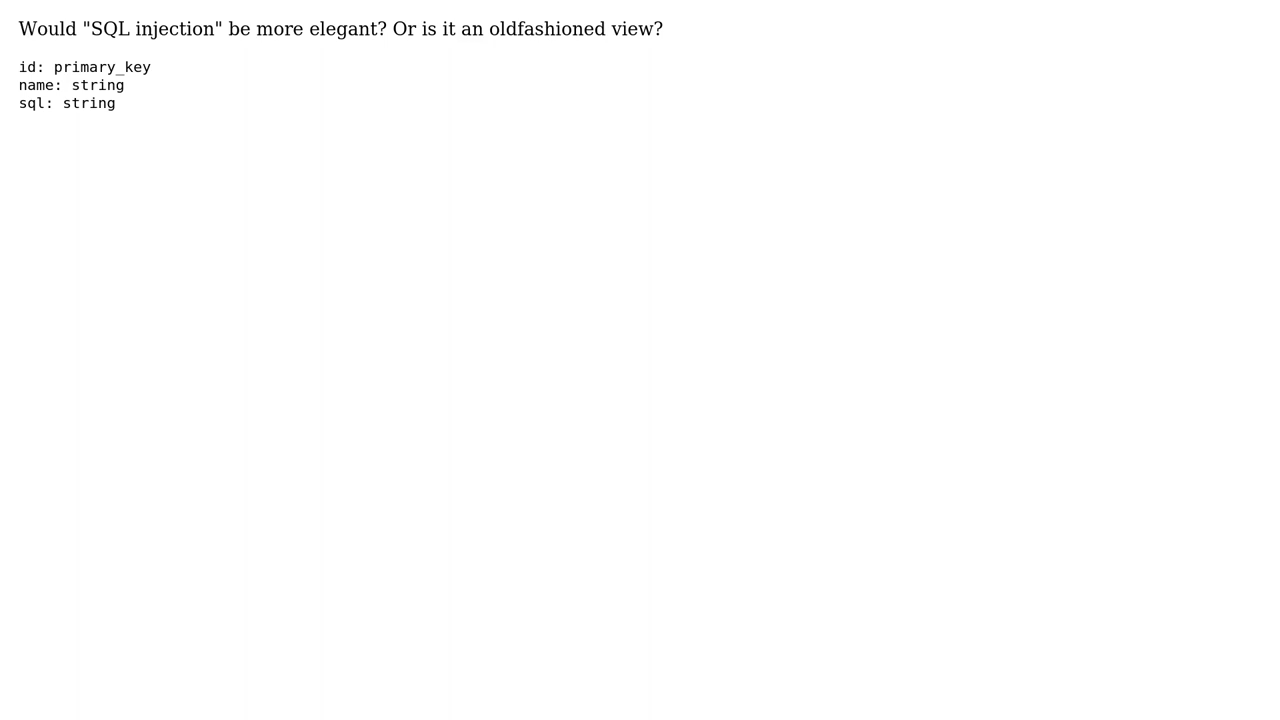 Would "SQL injection" be more elegant? Or is it an oldfashioned view?
id: primary_key
name: string
sql: string